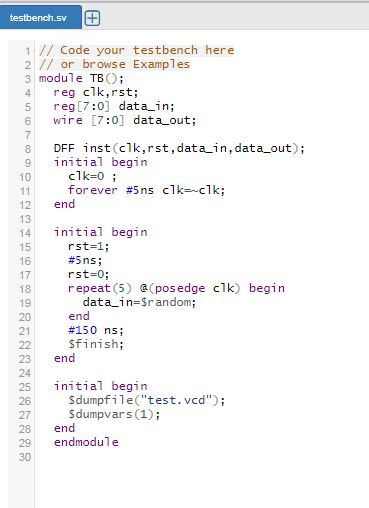 testbench.sv
1 // Code your testbench here
2 // or browse Examples
3 module TB();
4   reg clk,rst;
5   reg[7:0] data_in;
6   wire [7:0] data_out;
7
8   DFF inst(clk,rst,data_in,data_out);
9   initial begin
10     clk=0 ;
11     forever #5ns clk=~clk;
12   end
13
14   initial begin
15     rst=1;
16     #5ns;
17     rst=0;
18     repeat(5) @(posedge clk) begin
19       data_in=$random;
20     end
21     #150 ns;
22     $finish;
23   end
24
25   initial begin
26     $dumpfile("test.vcd");
27     $dumpvars(1);
28   end
29   endmodule
30